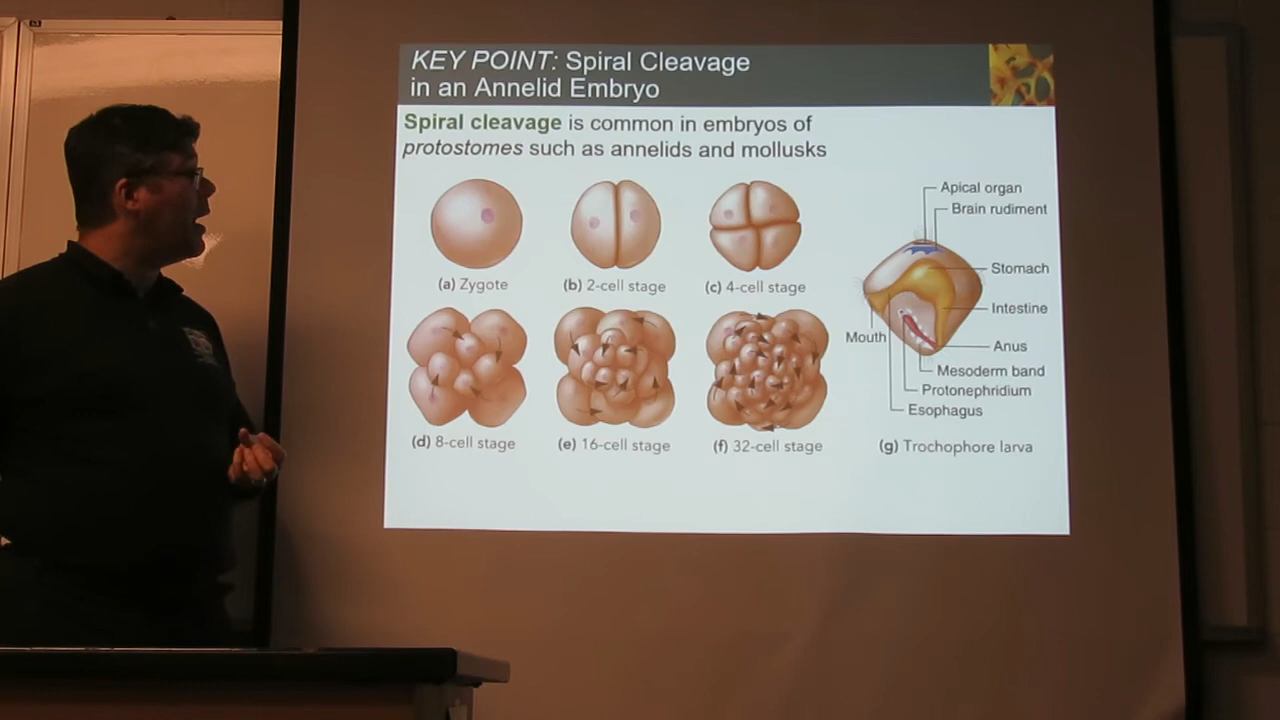 KEY POINT: Spiral Cleavage
in an Annelid Embryo
Spiral cleavage is common in embryos of
protostomes such as annelids and mollusks
(a) Zygote
(b) 2-cell stage
(c) 4-cell stage
(d) 8-cell stage
(e) 16-cell stage
(f) 32-cell stage
Apical organ
Brain rudiment
Stomach
Intestine
Mouth
Anus
Mesoderm band
Protonephridium
Esophagus
(g) Trochophore larva